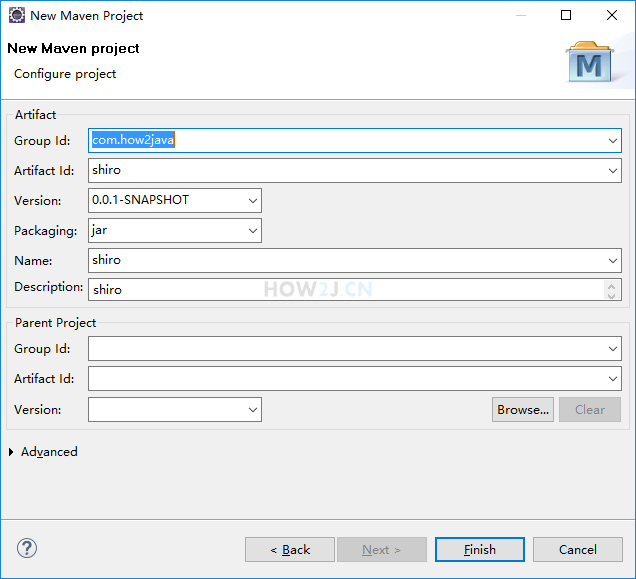 New Maven Project
New Maven project
Configure project
M
Artifact
Group Id: com.how2java
Artifact Id: shiro
Version: 0.0.1-SNAPSHOT
Packaging: jar
Name: shiro
Description: shiro
HOW2J.CN
Parent Project
Group Id:
Artifact Id:
Version: Browse... Clear
Advanced
? < Back Next > Finish Cancel